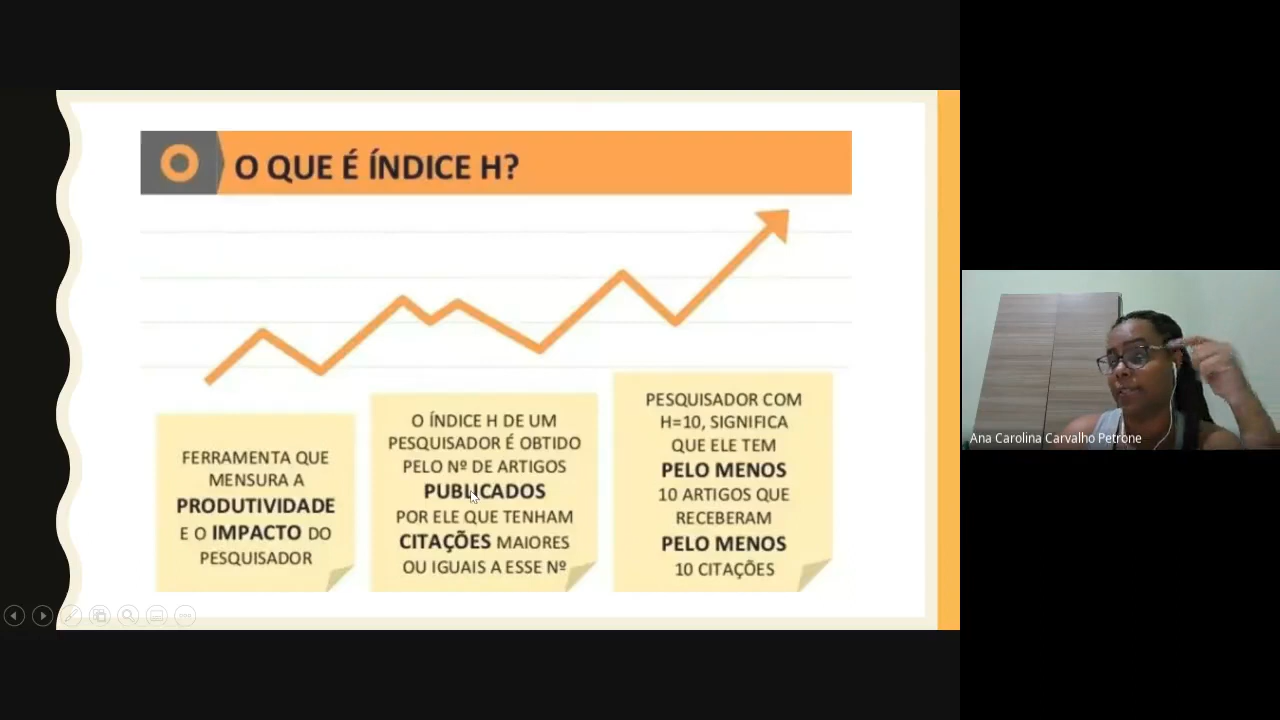 O QUE É ÍNDICE H?
FERRAMENTA QUE
MENSURA A
PRODUTIVIDADE
E O IMPACTO DO
PESQUISADOR
O ÍNDICE H DE UM
PESQUISADOR É OBTIDO
PELO Nº DE ARTIGOS
PUBLICADOS
POR ELE QUE TENHAM
CITAÇÕES MAIORES
OU IGUAIS A ESSE Nº
PESQUISADOR COM
H=10, SIGNIFICA
QUE ELE TEM
PELO MENOS
10 ARTIGOS QUE
RECEBERAM
PELO MENOS
10 CITAÇÕES
Ana Carolina Carvalho Petrone